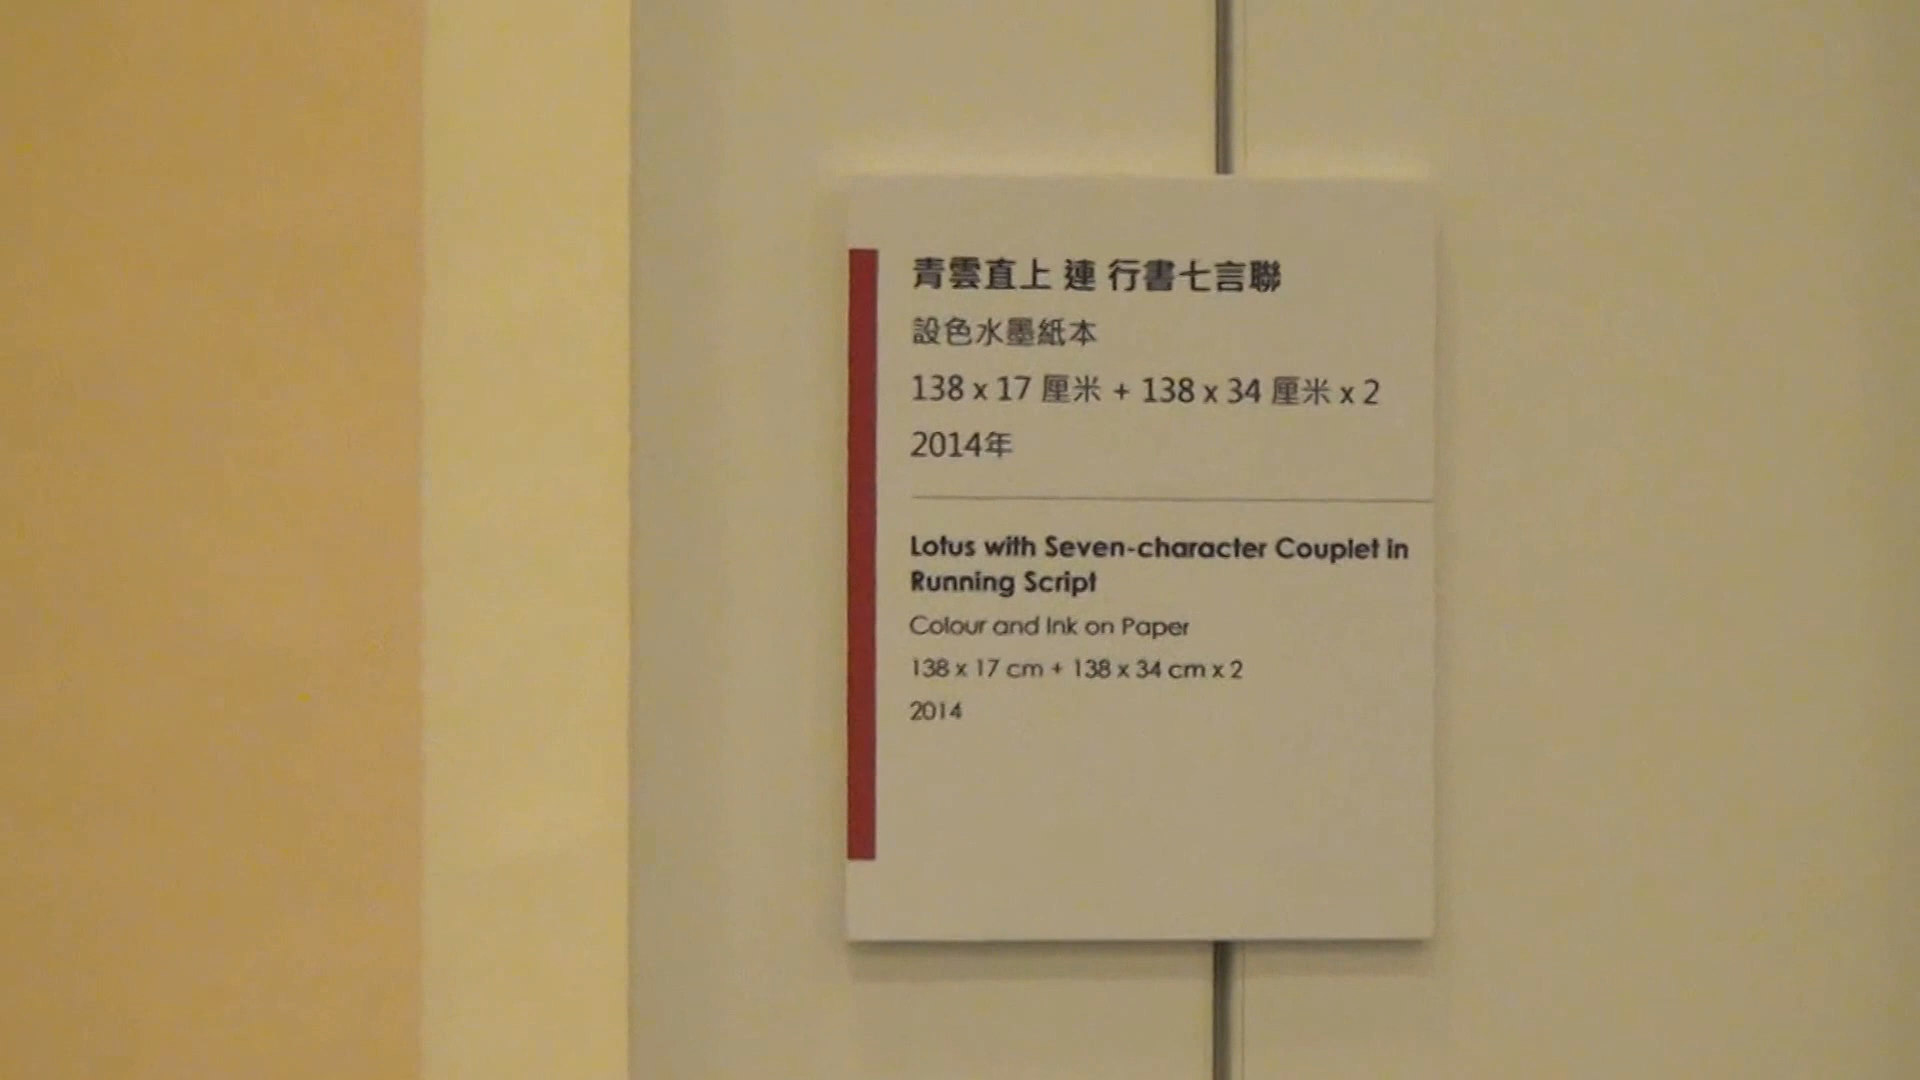 青雲直上 連 行書七言聯
設色水墨紙本
138 x 17 厘米 + 138 x 34 厘米 x 2
2014年
Lotus with Seven-character Couplet in
Running Script
Colour and Ink on Paper
138 x 17 cm + 138 x 34 cm x 2
2014